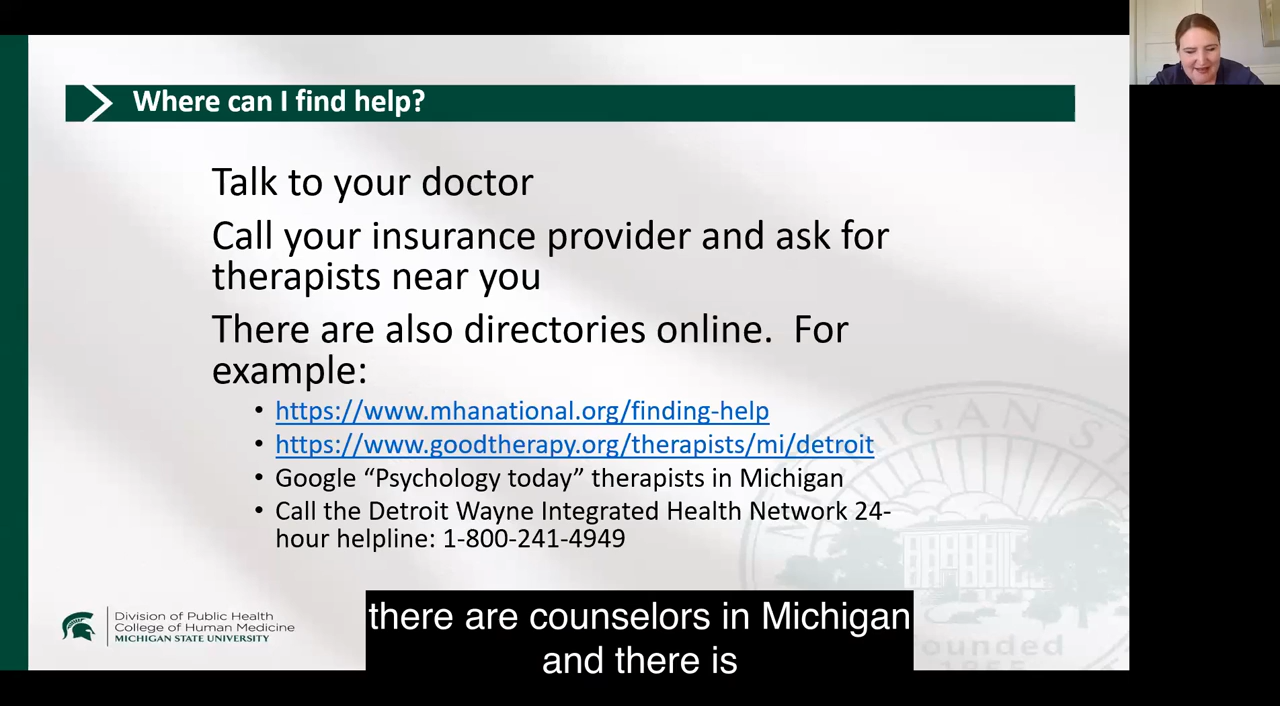 Where can I find help?
Talk to your doctor
Call your insurance provider and ask for
therapists near you
There are also directories online.  For
example:
• https://www.mhanational.org/finding-help
• https://www.goodtherapy.org/therapists/mi/detroit
• Google “Psychology today” therapists in Michigan
• Call the Detroit Wayne Integrated Health Network 24-
hour helpline: 1-800-241-4949
Division of Public Health
College of Human Medicine
MICHIGAN STATE UNIVERSITY
there are counselors in Michigan
and there is
MICHIGAN ST
ounded
1855